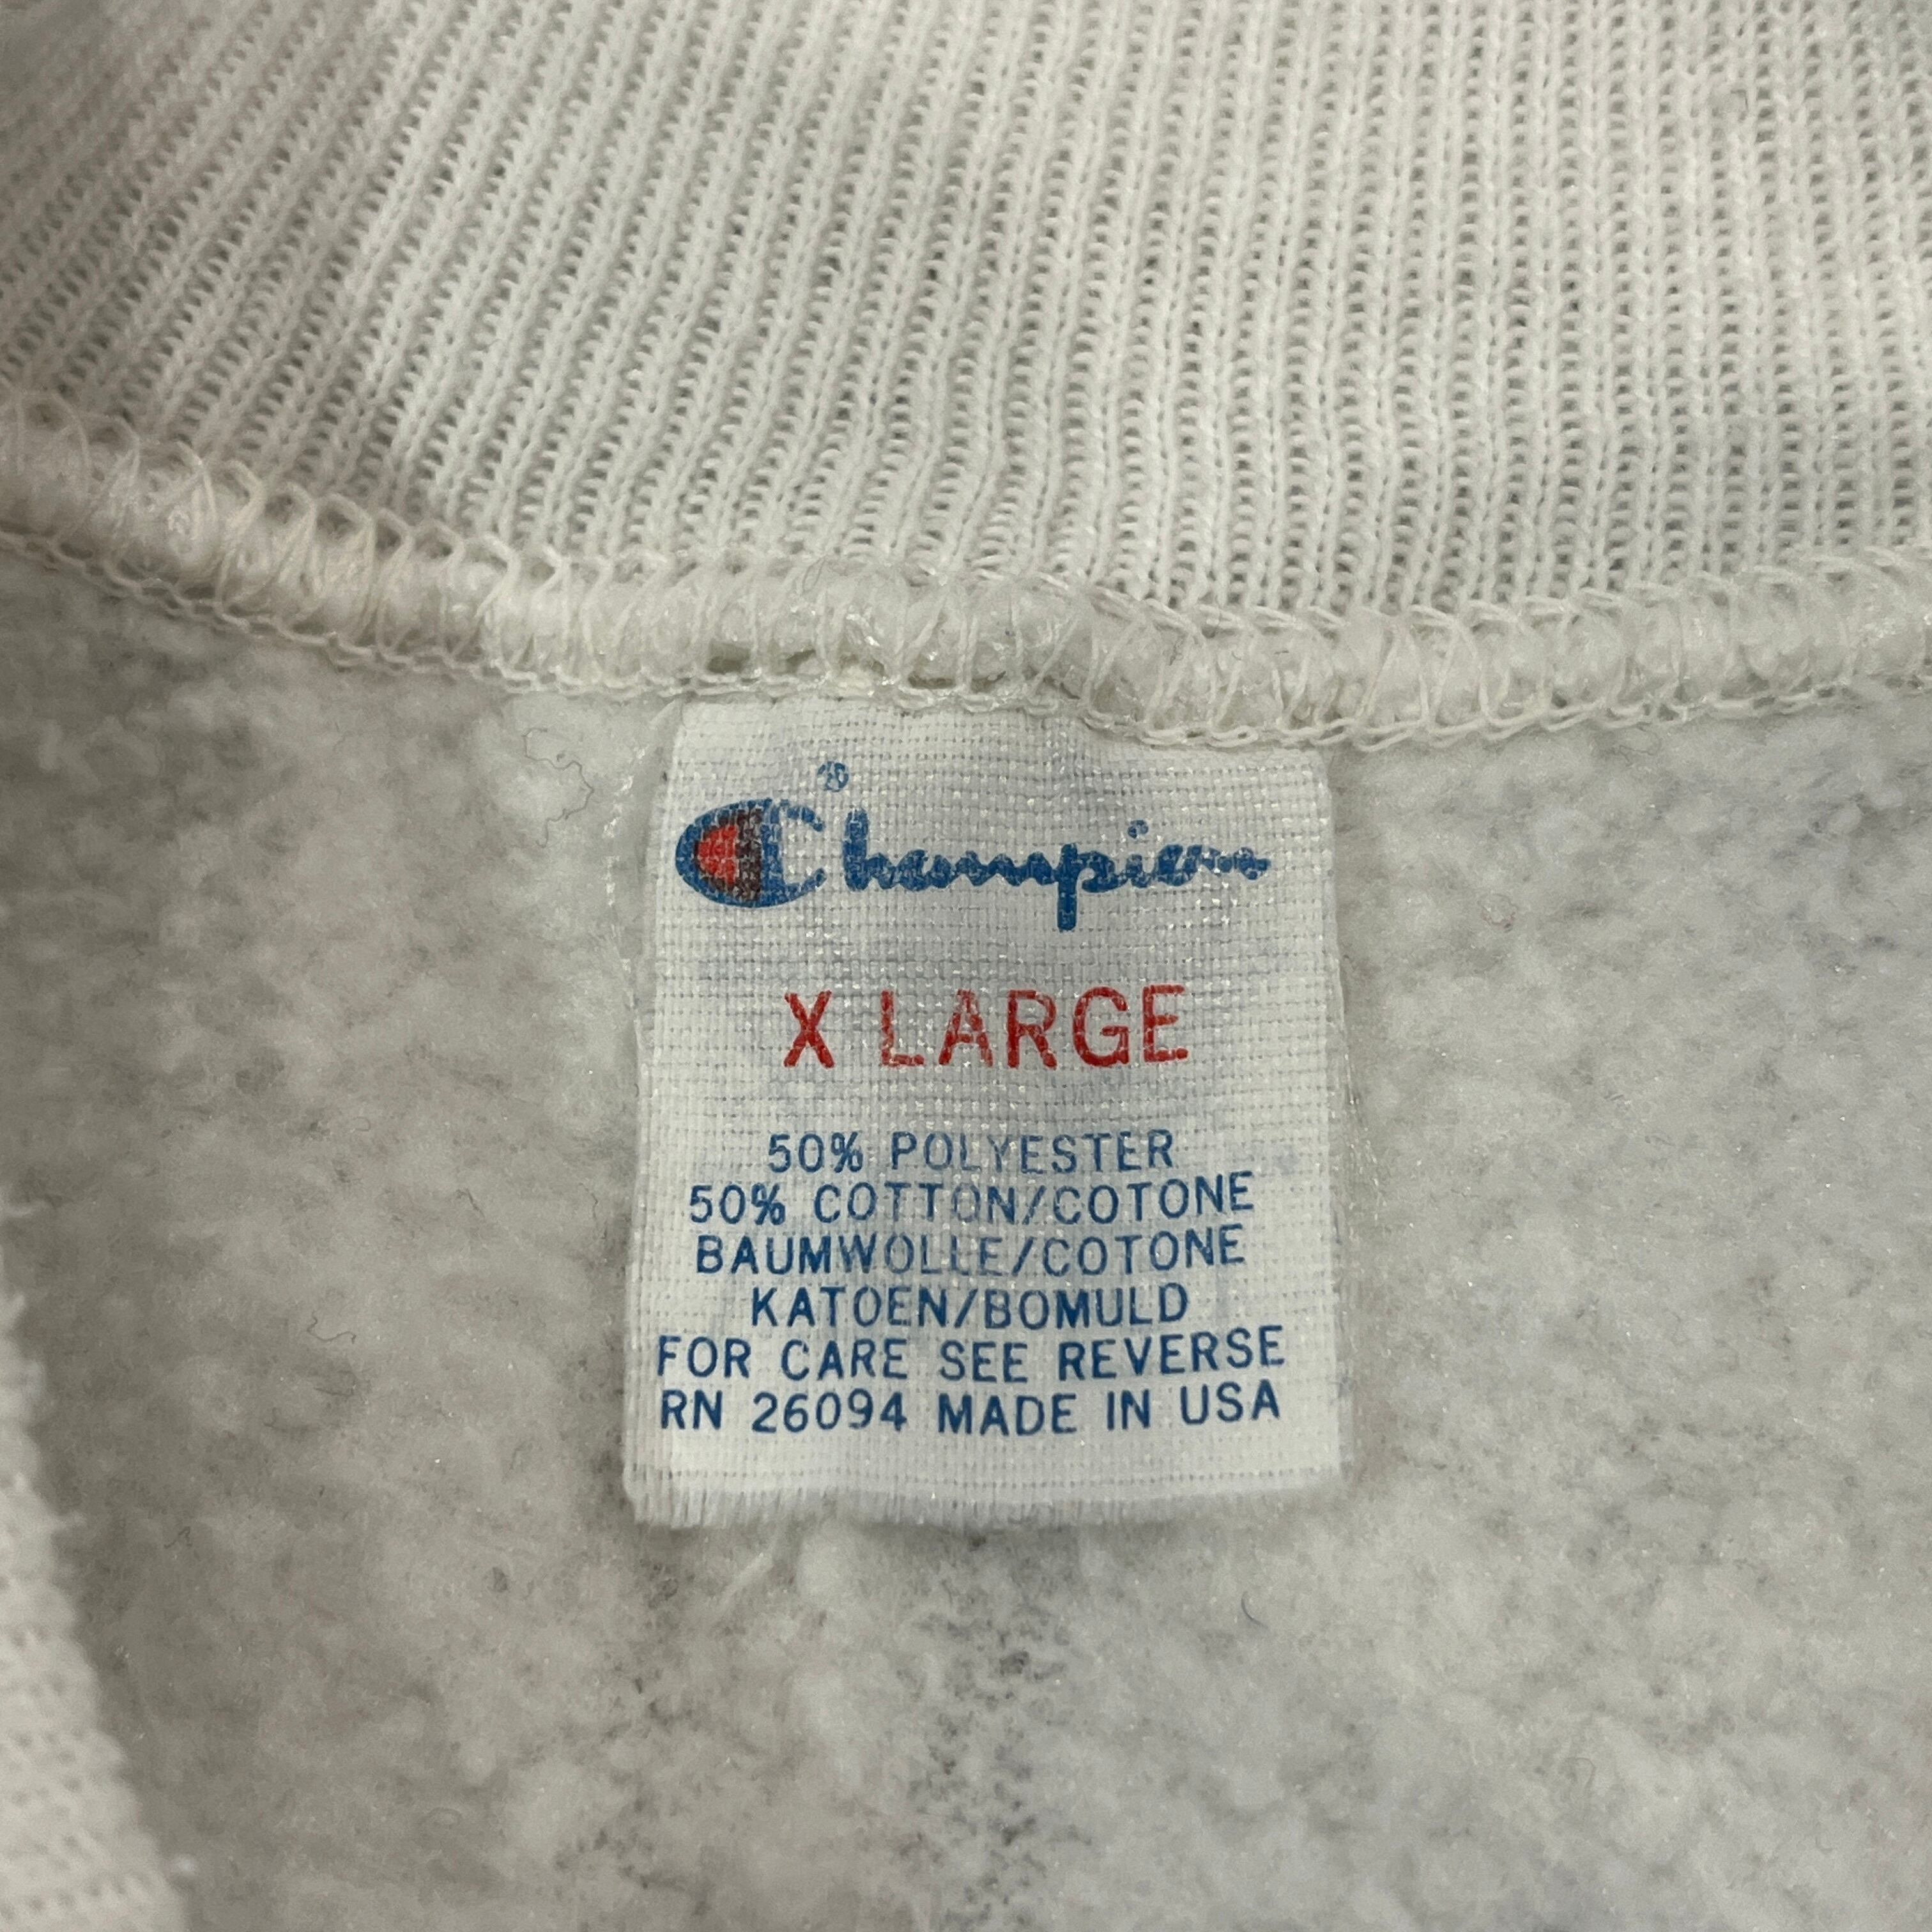 Champion®
X LARGE
50% POLYESTER
50% COTTON/COTONE
BAUMWOLLE/COTONE
KATOEN/BOMULD
FOR CARE SEE REVERSE
RN 26094 MADE IN USA